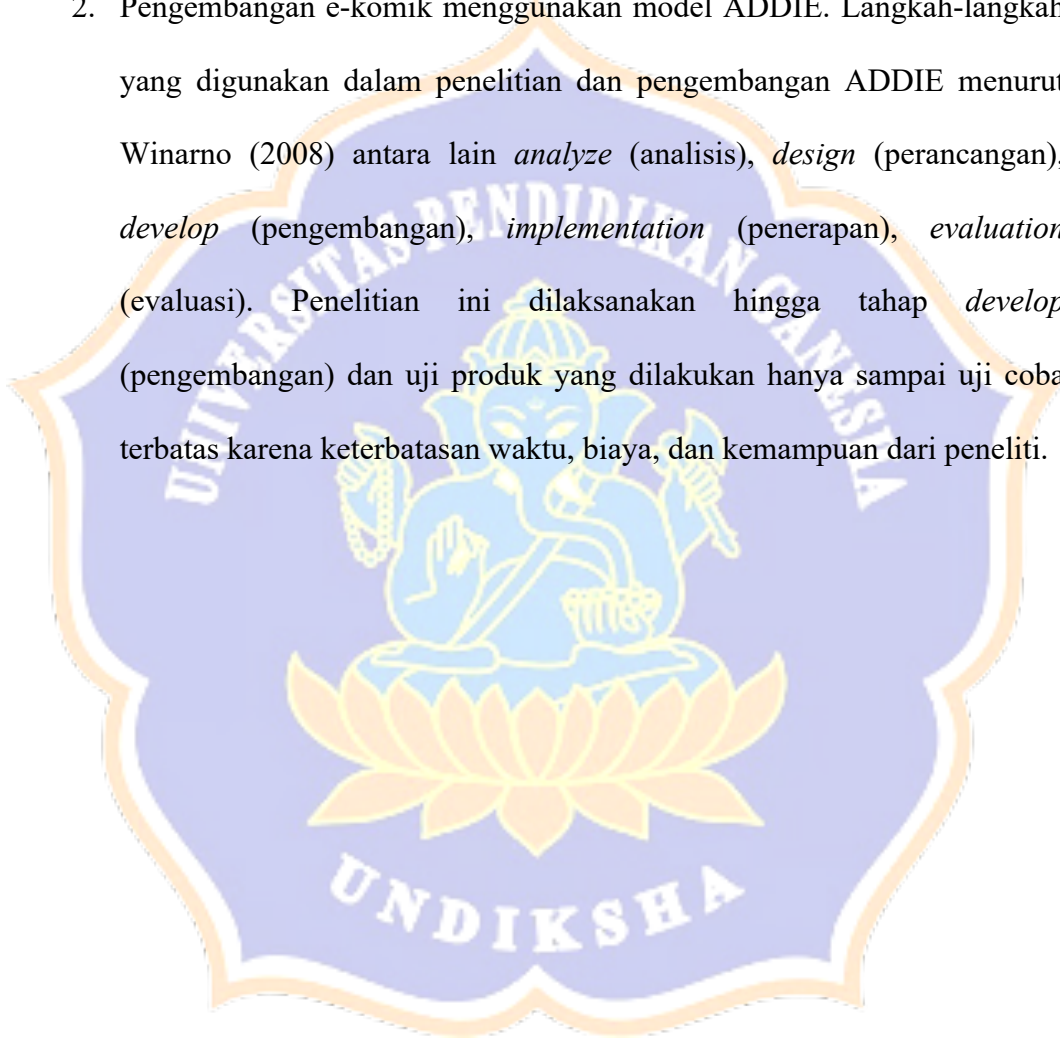 2. Pengembangan e-komik menggunakan model ADDIE. Langkah-langkah
yang digunakan dalam penelitian dan pengembangan ADDIE menurut
Winarno (2008) antara lain analyze (analisis), design (perancangan),
develop (pengembangan), implementation (penerapan), evaluation
(evaluasi). Penelitian ini dilaksanakan hingga tahap develop
(pengembangan) dan uji produk yang dilakukan hanya sampai uji coba
terbatas karena keterbatasan waktu, biaya, dan kemampuan dari peneliti.
UNIVERSITAS PENDIDIKAN GANESHA
UNDIKSHA